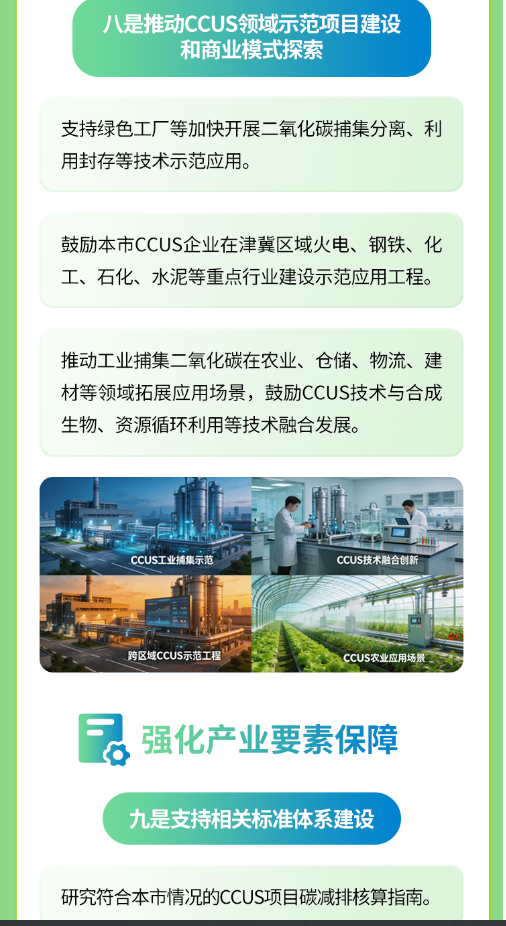 八是推动CCUS领域示范项目建设
和商业模式探索
支持绿色工厂等加快开展二氧化碳捕集分离、利
用封存等技术示范应用。
鼓励本市CCUS企业在津冀区域火电、钢铁、化
工、石化、水泥等重点行业建设示范应用工程。
推动工业捕集二氧化碳在农业、仓储、物流、建
材等领域拓展应用场景，鼓励CCUS技术与合成
生物、资源循环利用等技术融合发展。
CCUS工业捕集示范
CCUS技术融合创新
跨区域CCUS示范工程
CCUS农业应用场景
强化产业要素保障
九是支持相关标准体系建设
研究符合本市情况的CCUS项目碳减排核算指南。